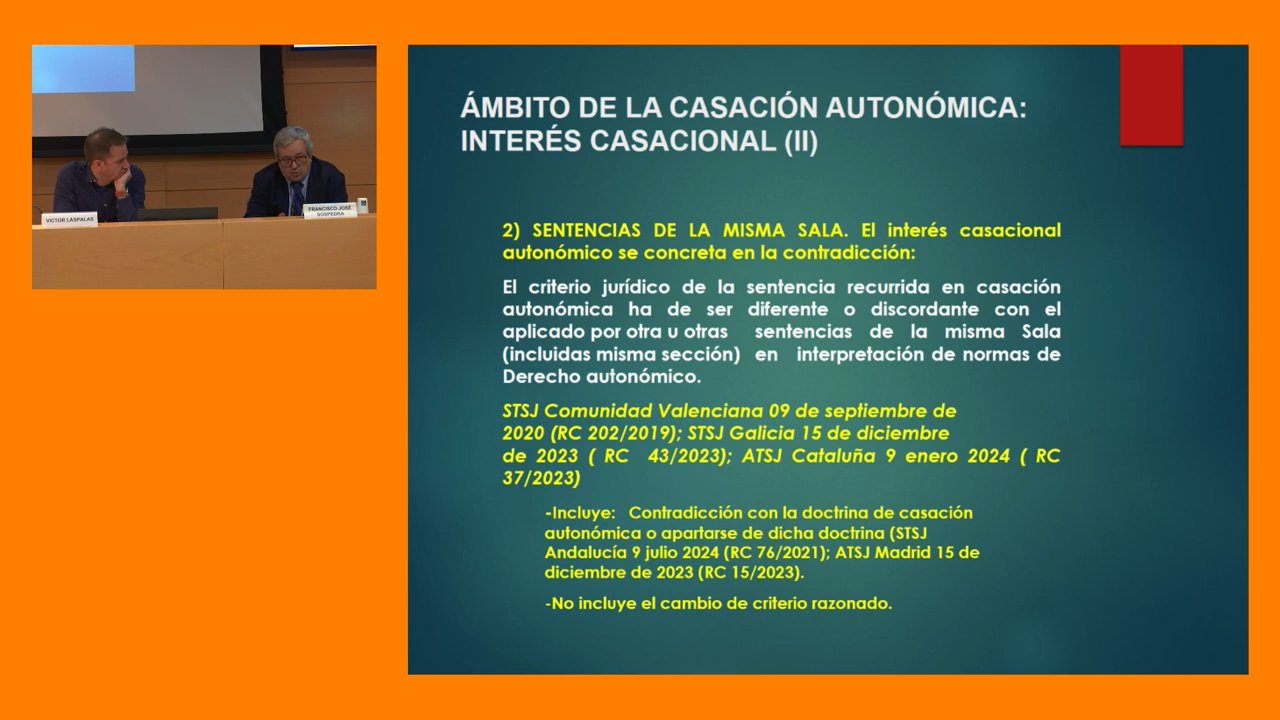 VICTOR LASPALAS
FRANCISCO JOSÉ
SOSPEDRA
ÁMBITO DE LA CASACIÓN AUTONÓMICA:
INTERÉS CASACIONAL (II)
2) SENTENCIAS DE LA MISMA SALA. El interés casacional
autonómico se concreta en la contradicción:
El criterio jurídico de la sentencia recurrida en casación
autonómica ha de ser diferente o discordante con el
aplicado por otra u otras sentencias de la misma Sala
(incluidas misma sección) en interpretación de normas de
Derecho autonómico.
STSJ Comunidad Valenciana 09 de septiembre de
2020 (RC 202/2019); STSJ Galicia 15 de diciembre
de 2023 ( RC 43/2023); ATSJ Cataluña 9 enero 2024 ( RC
37/2023)
-Incluye: Contradicción con la doctrina de casación
autonómica o apartarse de dicha doctrina (STSJ
Andalucía 9 julio 2024 (RC 76/2021); ATSJ Madrid 15 de
diciembre de 2023 (RC 15/2023).
-No incluye el cambio de criterio razonado.